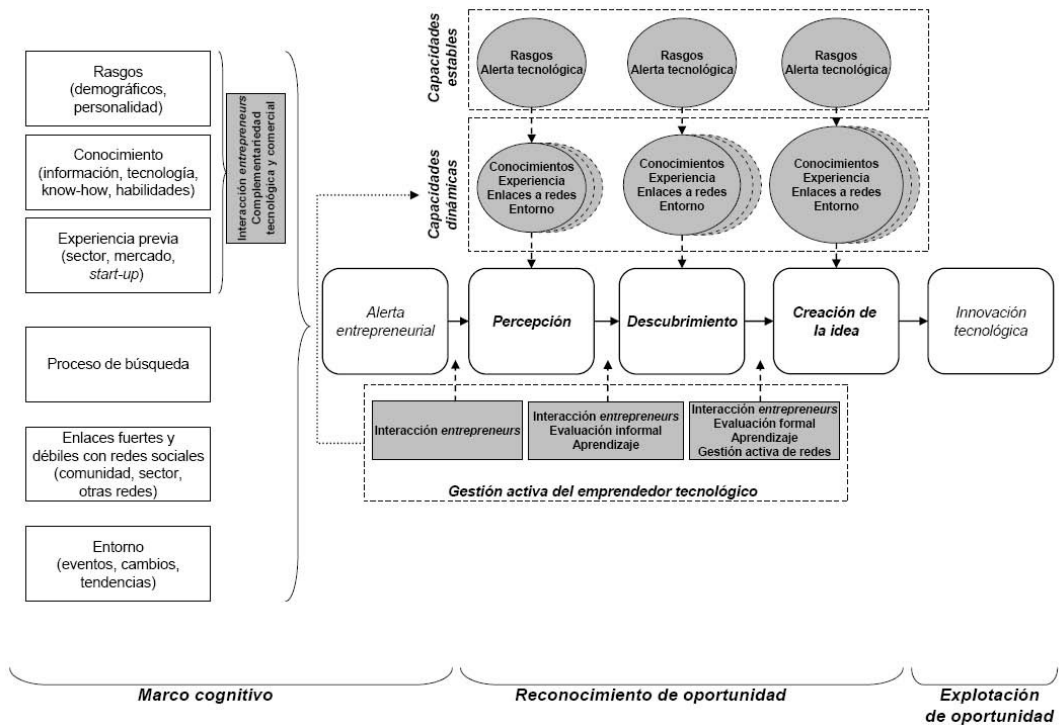 Rasgos
(demográficos,
personalidad)
Conocimiento
(información, tecnología,
know-how, habilidades)
Experiencia previa
(sector, mercado,
start-up)
Proceso de búsqueda
Enlaces fuertes y
débiles con redes sociales
(comunidad, sector,
otras redes)
Entorno
(eventos, cambios,
tendencias)
Interacción entrepreneurs
Complementariedad
tecnológica y comercial
Capacidades
estables
Rasgos
Alerta tecnológica
Rasgos
Alerta tecnológica
Rasgos
Alerta tecnológica
Capacidades
dinámicas
Conocimientos
Experiencia
Enlaces a redes
Entorno
Conocimientos
Experiencia
Enlaces a redes
Entorno
Conocimientos
Experiencia
Enlaces a redes
Entorno
Alerta
entrepreneurial
Percepción
Descubrimiento
Creación de
la idea
Innovación
tecnológica
Interacción entrepreneurs
Interacción entrepreneurs
Evaluación informal
Aprendizaje
Interacción entrepreneurs
Evaluación formal
Aprendizaje
Gestión activa de redes
Gestión activa del emprendedor tecnológico
Marco cognitivo
Reconocimiento de oportunidad
Explotación
de oportunidad